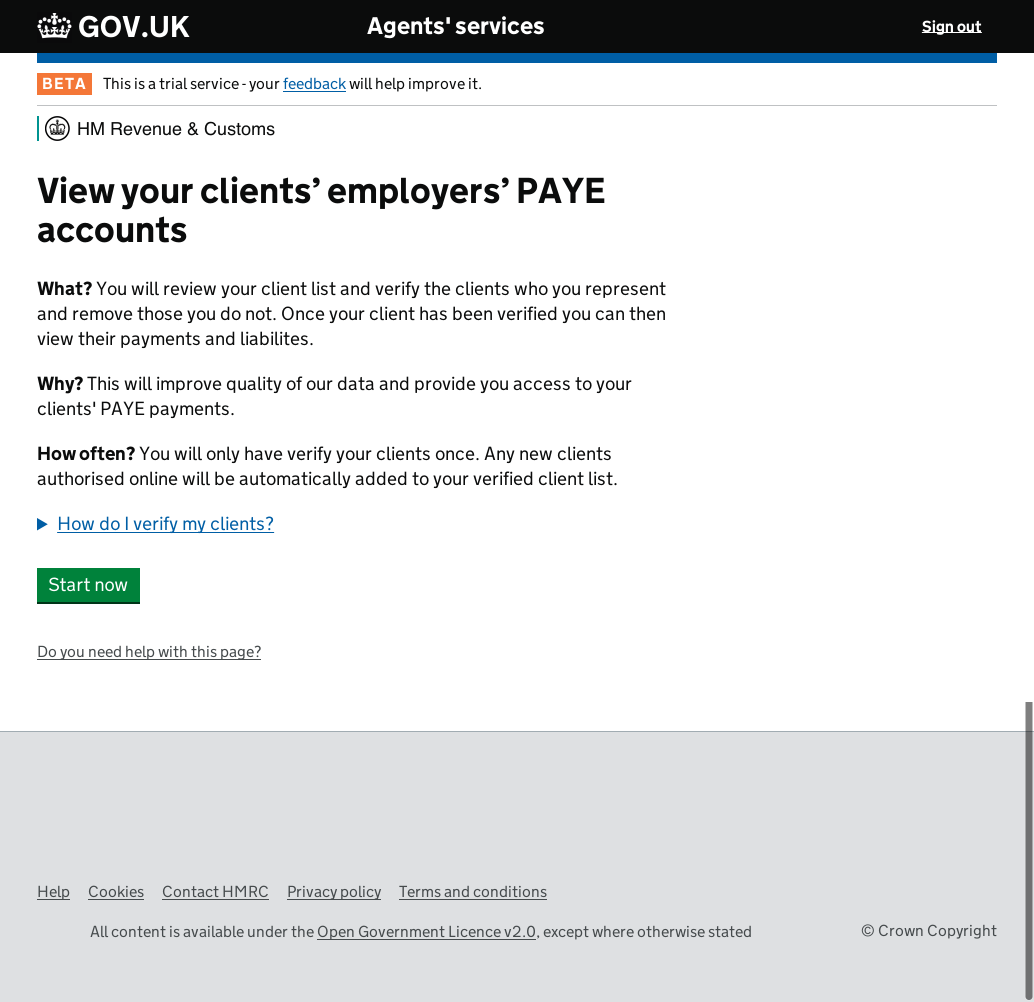 GOV.UK Agents' services Sign out
BETA This is a trial service - your feedback will help improve it.
HM Revenue & Customs
View your clients’ employers’ PAYE
accounts
What? You will review your client list and verify the clients who you represent
and remove those you do not. Once your client has been verified you can then
view their payments and liabilites.
Why? This will improve quality of our data and provide you access to your
clients' PAYE payments.
How often? You will only have verify your clients once. Any new clients
authorised online will be automatically added to your verified client list.
How do I verify my clients?
Start now
Do you need help with this page?
Help Cookies Contact HMRC Privacy policy Terms and conditions
All content is available under the Open Government Licence v2.0, except where otherwise stated © Crown Copyright